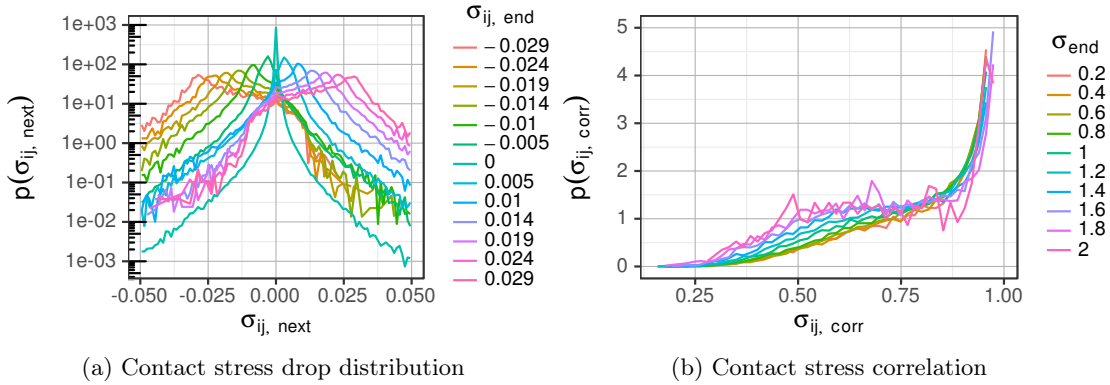 1e+03
1e+02
1e+01
1e+00
1e-01
1e-02
1e-03
p(σij, next)
-0.050 -0.025 0.000 0.025 0.050
σij, next
σij, end
−0.029
−0.024
−0.019
−0.014
−0.01
−0.005
0
0.005
0.01
0.014
0.019
0.024
0.029
(a) Contact stress drop distribution
5
4
3
2
1
0
p(σij, corr)
0.25 0.50 0.75 1.00
σij, corr
σend
0.2
0.4
0.6
0.8
1
1.2
1.4
1.6
1.8
2
(b) Contact stress correlation